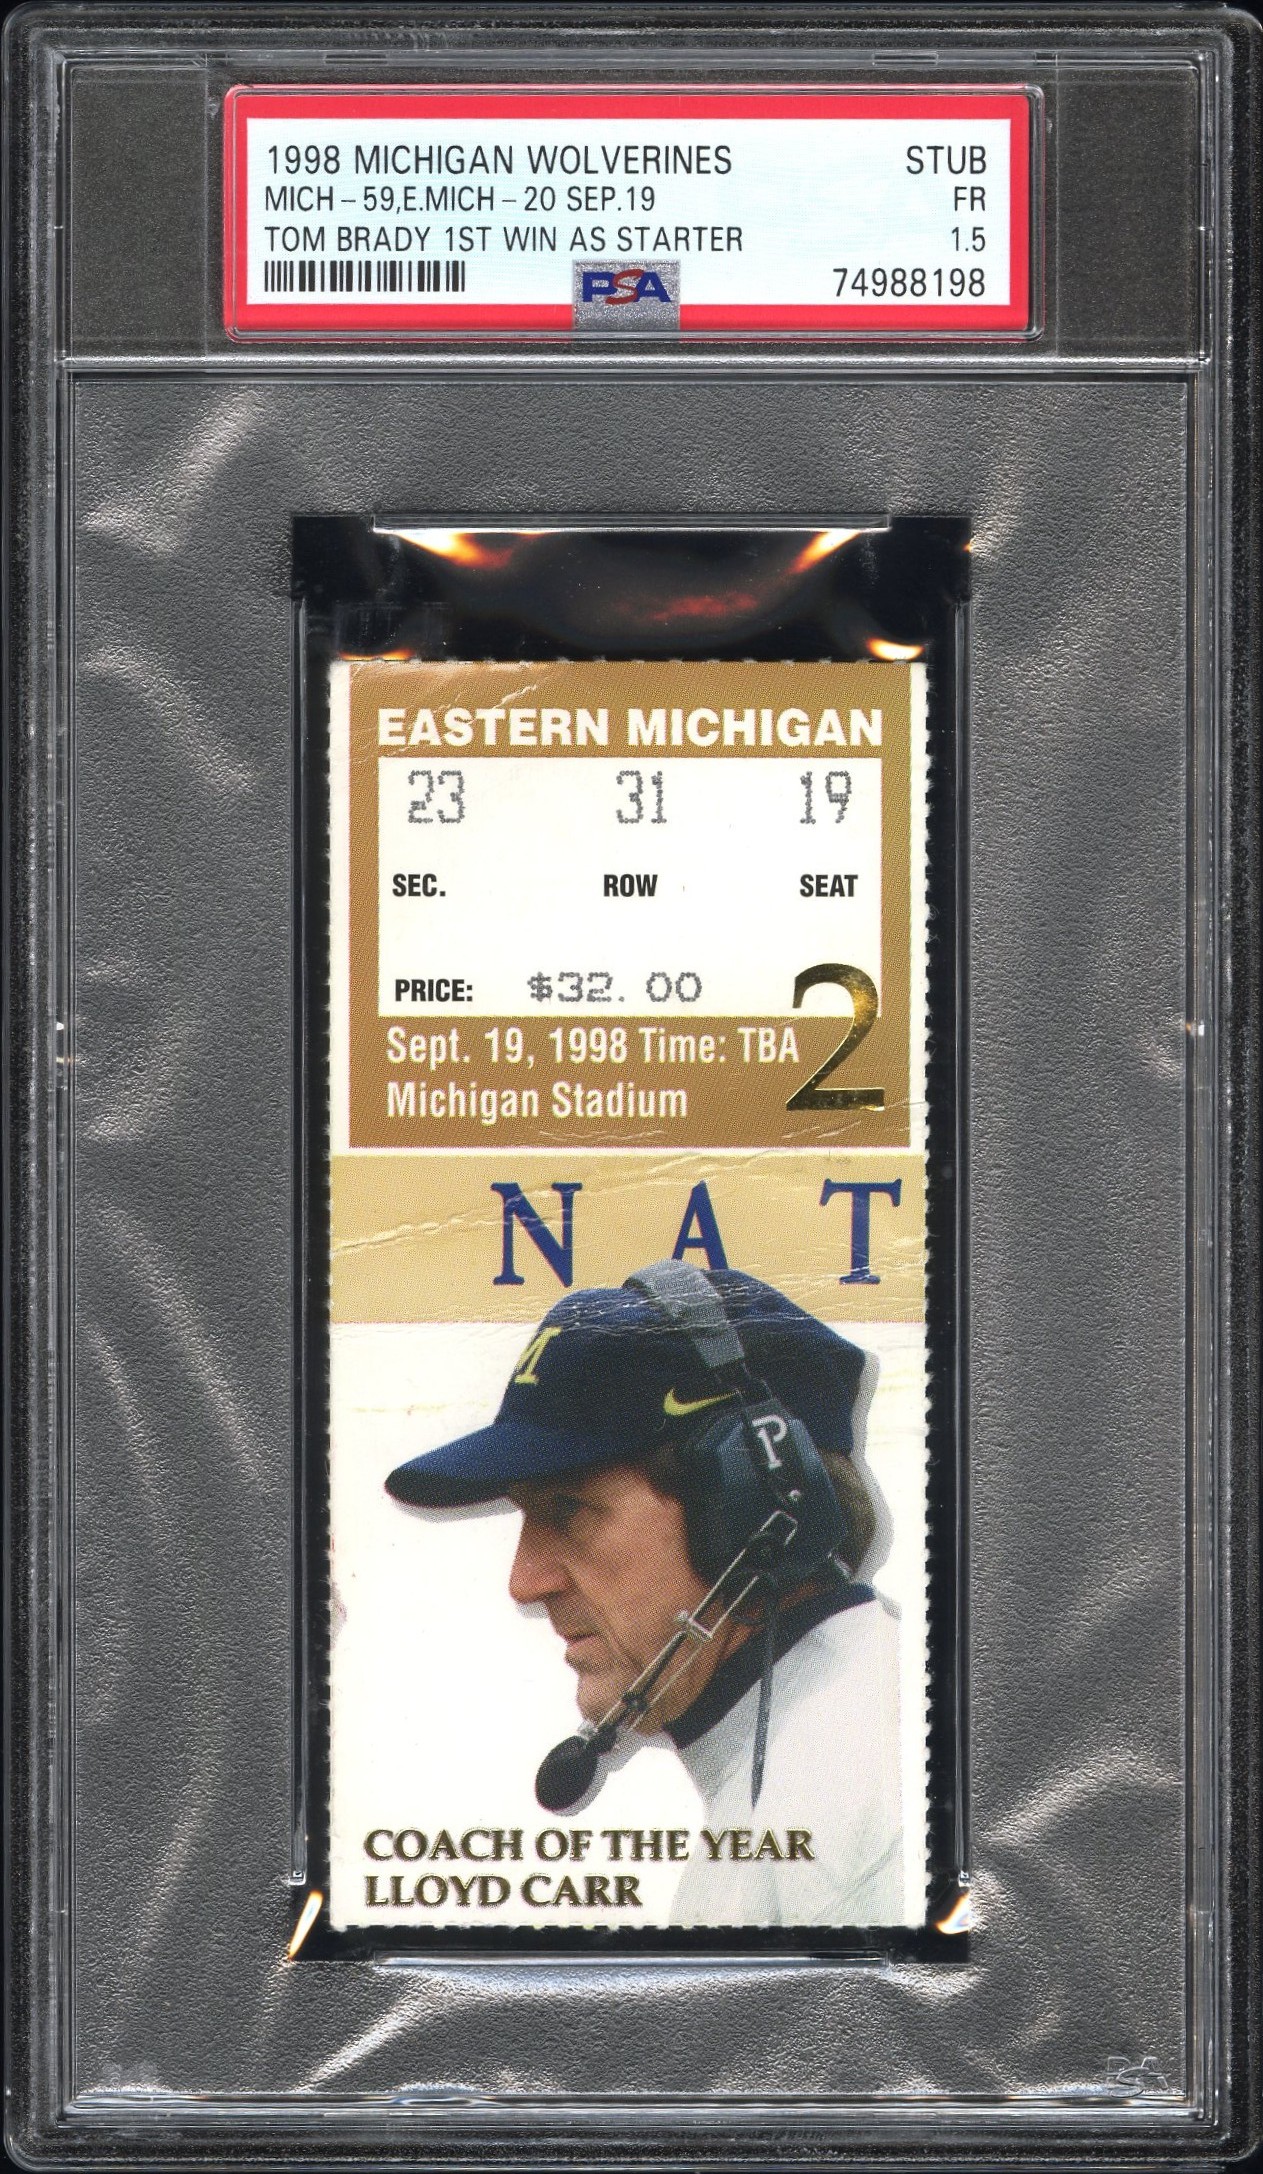 1998 MICHIGAN WOLVERINES STUB
MICH - 59, E.MICH - 20 SEP.19 FR
TOM BRADY 1ST WIN AS STARTER 1.5
PSA 74988198
EASTERN MICHIGAN
23 31 19
SEC. ROW SEAT
PRICE: $32.00
2
Sept. 19, 1998 Time: TBA
Michigan Stadium
N A T
M
P
COACH OF THE YEAR
LLOYD CARR
PSA